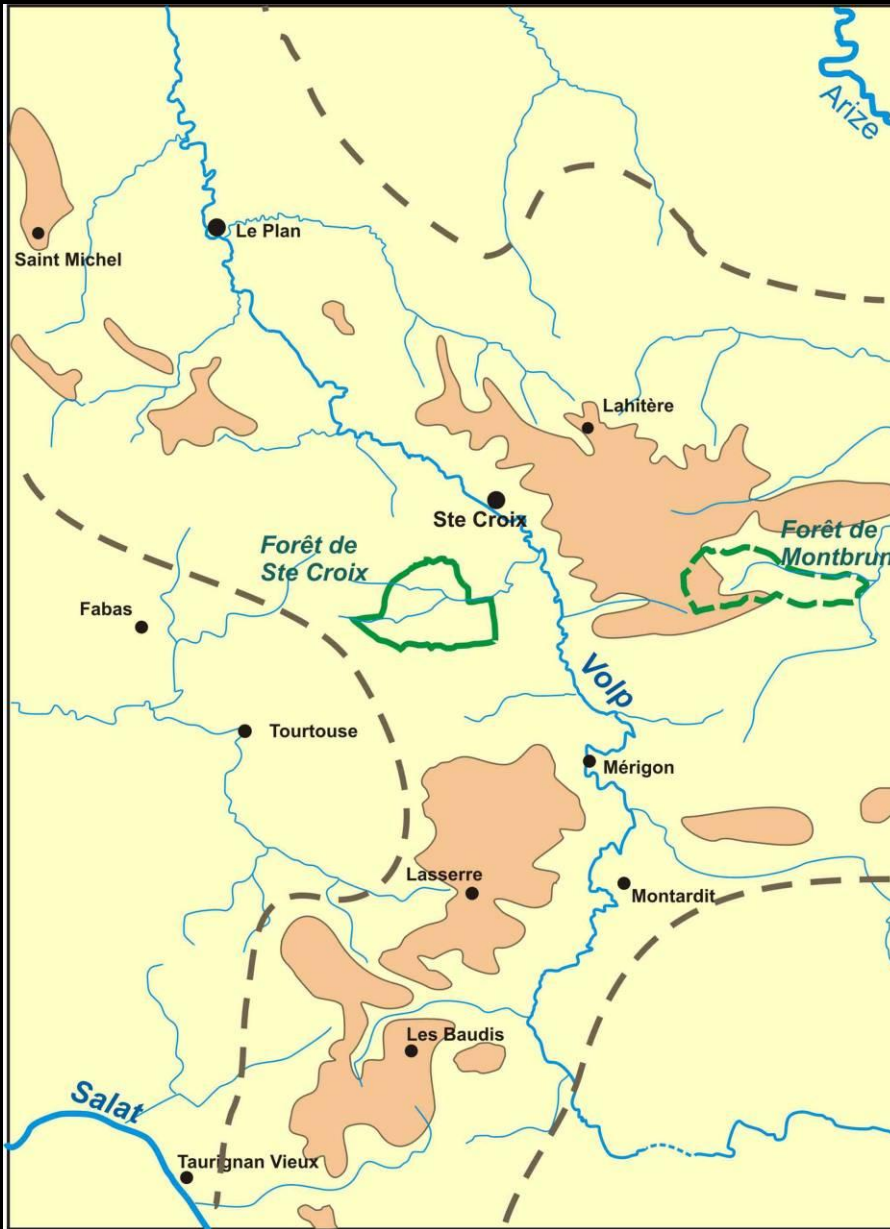 Arize
Le Plan
Saint Michel
Lahitère
Ste Croix
Forêt de
Ste Croix
Forêt de
Montbrun
Fabas
Volp
Tourtouse
Mérigon
Lasserre
Montardit
Les Baudis
Salat
Taurignan Vieux